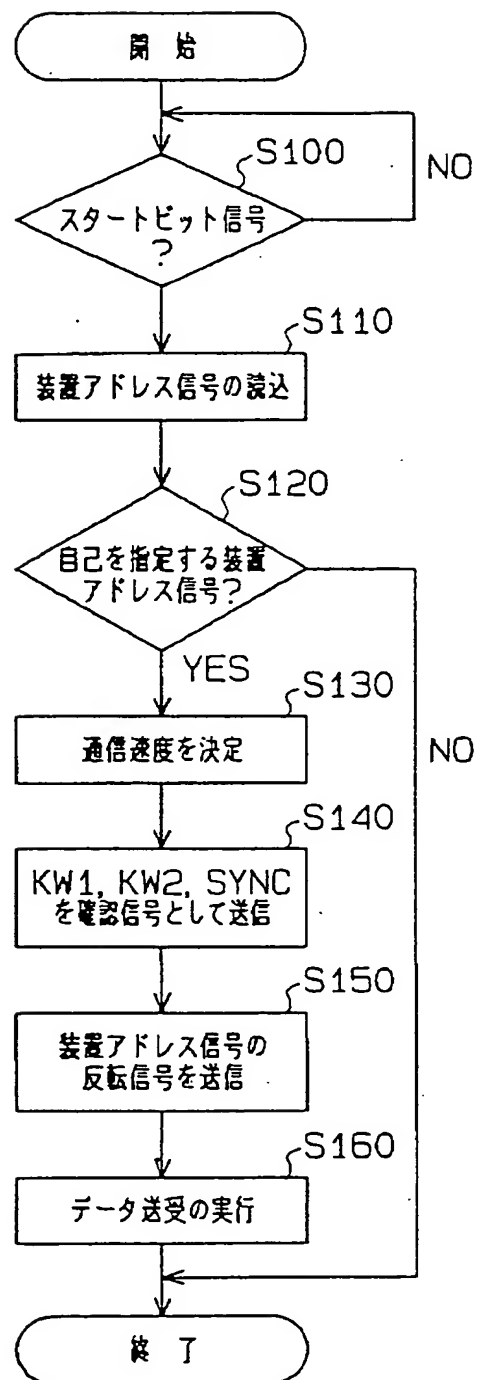 開 始
S100
NO
スタートビット信号
?
S110
装置アドレス信号の読込
S120
自己を指定する装置
アドレス信号?
YES
NO
S130
通信速度を決定
S140
KW1, KW2, SYNC
を確認信号として送信
S150
装置アドレス信号の
反転信号を送信
S160
データ送受の実行
終 了